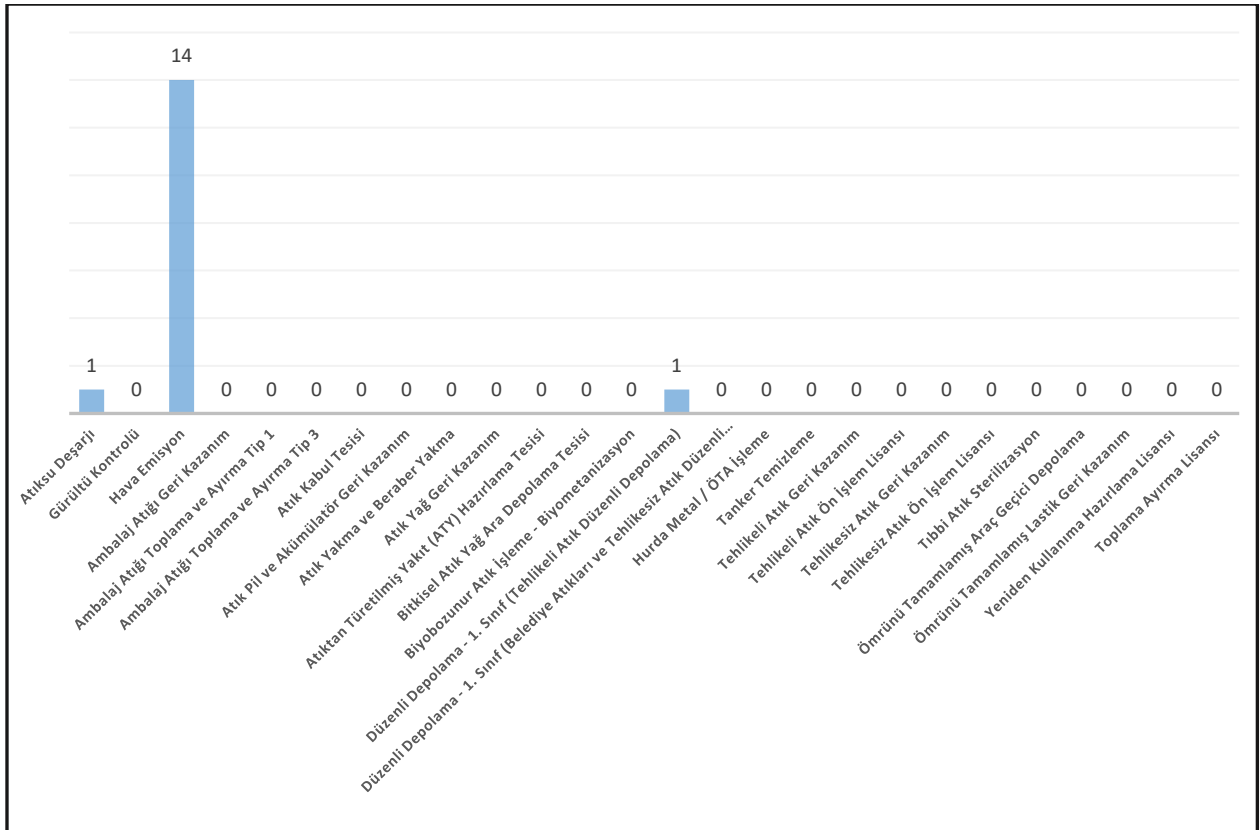 14
1
0
0
0
0
0
0
0
0
0
0
0
1
0
0
0
0
0
0
0
0
0
0
0
0
Atıksu Deşarjı
Gürültü Kontrolü
Hava Emisyon
Ambalaj Atığı Geri Kazanım
Ambalaj Atığı Toplama ve Ayırma Tip 1
Ambalaj Atığı Toplama ve Ayırma Tip 3
Atık Kabul Tesisi
Atık Pil ve Akümülatör Geri Kazanım
Atık Yakma ve Beraber Yakma
Atık Yağ Geri Kazanım
Atıktan Türetilmiş Yakıt (ATY) Hazırlama Tesisi
Bitkisel Atık Yağ Ara Depolama Tesisi
Biyobozunur Atık İşleme - Biyometanizasyon
Düzenli Depolama - 1. Sınıf (Tehlikeli Atık Düzenli Depolama)
Düzenli Depolama - 1. Sınıf (Belediye Atıkları ve Tehlikesiz Atık Düzenli...
Hurda Metal / ÖTA İşleme
Tanker Temizleme
Tehlikeli Atık Geri Kazanım
Tehlikeli Atık Ön İşlem Lisansı
Tehlikesiz Atık Geri Kazanım
Tehlikesiz Atık Ön İşlem Lisansı
Tıbbi Atık Sterilizasyon
Ömrünü Tamamlamış Araç Geçici Depolama
Ömrünü Tamamlamış Lastik Geri Kazanım
Yeniden Kullanıma Hazırlama Lisansı
Toplama Ayırma Lisansı